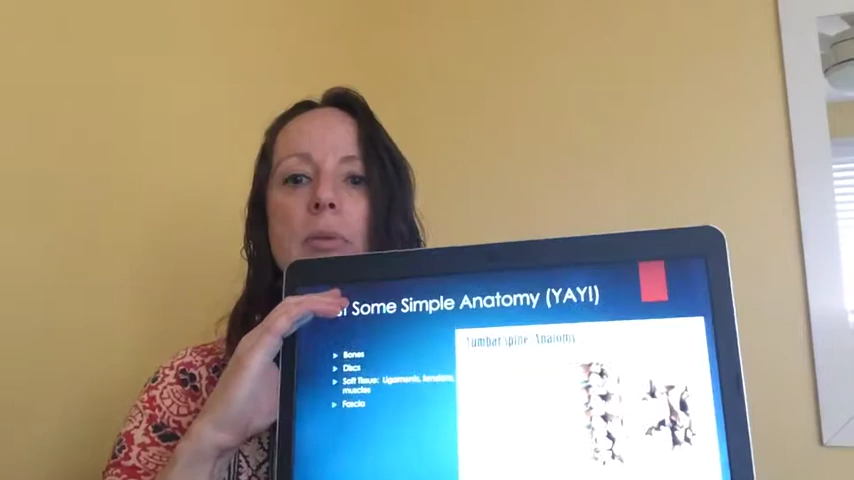 Some Simple Anatomy (YAY!)
Bones
Discs
Soft Tissue: Ligaments, tendons,
muscles
Fascia
Lumbar spine Anatomy